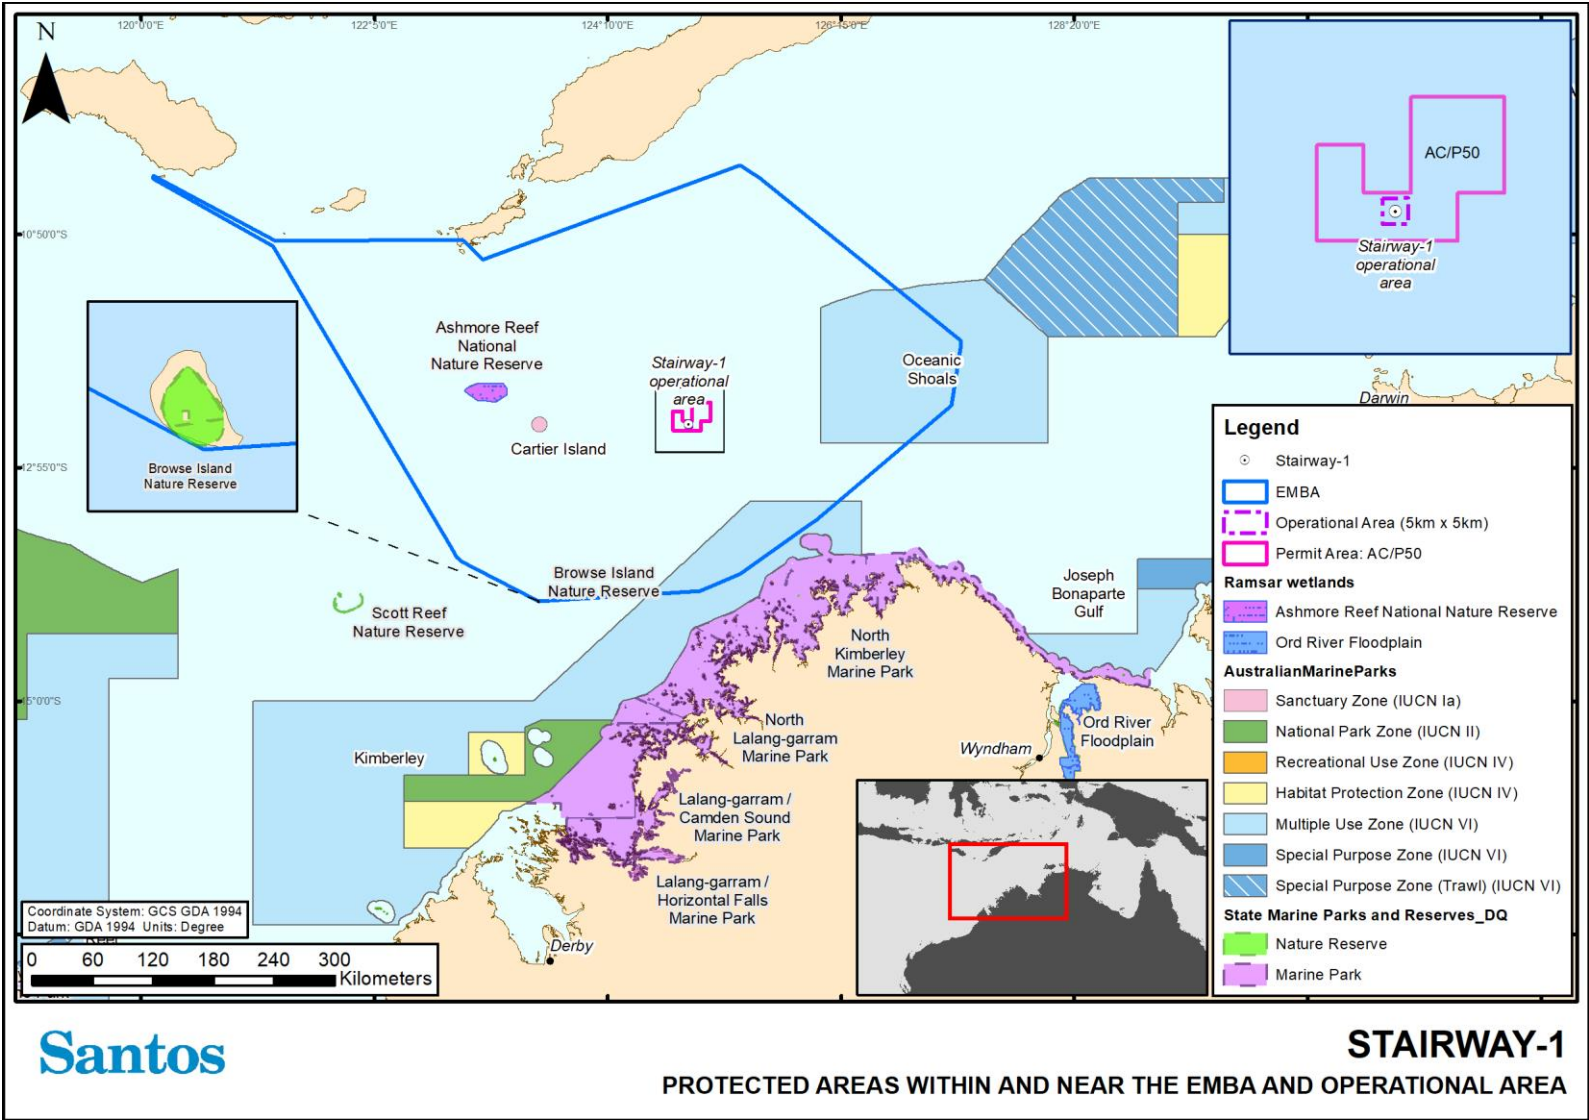 120°0'0"E
122°5'0"E
124°10'0"E
126°15'0"E
128°20'0"E
N
AC/P50
Stairway-1
operational
area
10°50'0"S
Ashmore Reef
National
Nature Reserve
Stairway-1
operational
area
Oceanic
Shoals
Cartier Island
Darwin
12°55'0"S
Browse Island
Nature Reserve
Browse Island
Nature Reserve
Scott Reef
Nature Reserve
Joseph
Bonaparte
Gulf
North
Kimberley
Marine Park
15°0'0"S
North
Lalang-garram
Marine Park
Ord River
Floodplain
Wyndham
Kimberley
Lalang-garram /
Camden Sound
Marine Park
Lalang-garram /
Horizontal Falls
Marine Park
Derby
Legend
Stairway-1
EMBA
Operational Area (5km x 5km)
Permit Area: AC/P50
Ramsar wetlands
Ashmore Reef National Nature Reserve
Ord River Floodplain
AustralianMarineParks
Sanctuary Zone (IUCN Ia)
National Park Zone (IUCN II)
Recreational Use Zone (IUCN IV)
Habitat Protection Zone (IUCN IV)
Multiple Use Zone (IUCN VI)
Special Purpose Zone (IUCN VI)
Special Purpose Zone (Trawl) (IUCN VI)
State Marine Parks and Reserves_DQ
Nature Reserve
Marine Park
Coordinate System: GCS GDA 1994
Datum: GDA 1994 Units: Degree
0 60 120 180 240 300
Kilometers
Santos
STAIRWAY-1
PROTECTED AREAS WITHIN AND NEAR THE EMBA AND OPERATIONAL AREA